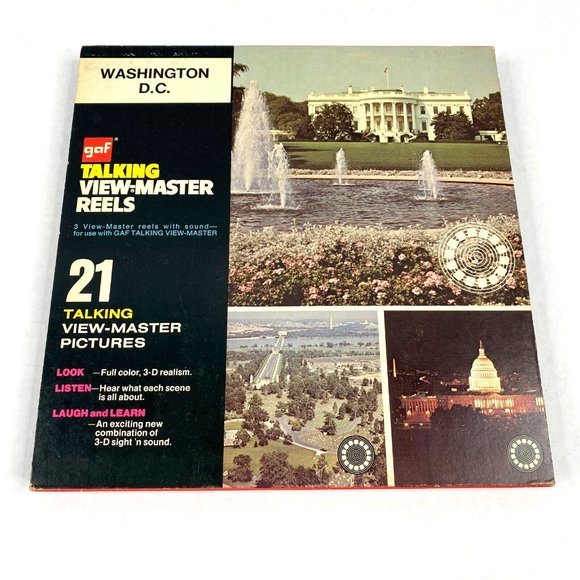 WASHINGTON
D.C.
gaf®
TALKING
VIEW-MASTER
REELS
3 View-Master reels with sound—
for use with GAF TALKING VIEW-MASTER
21
TALKING
VIEW-MASTER
PICTURES
LOOK —Full color, 3-D realism.
LISTEN—Hear what each scene
is all about.
LAUGH and LEARN
—An exciting new
combination of
3-D sight 'n sound.